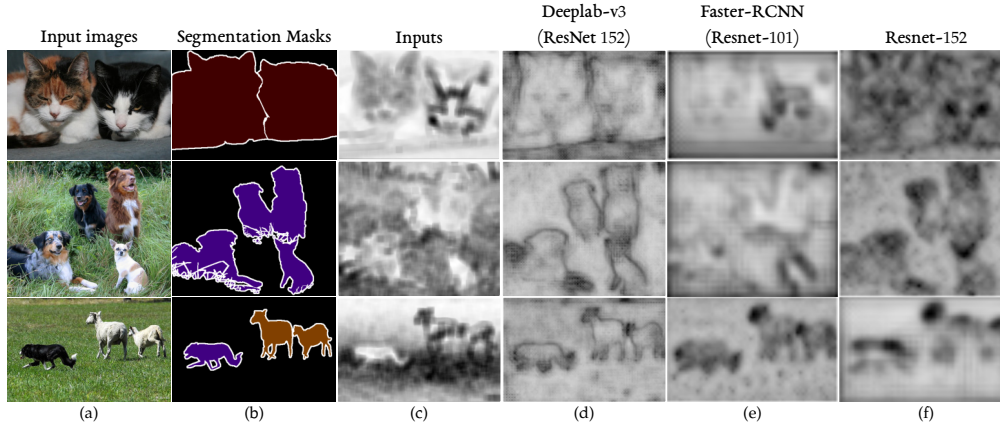 Deeplab-v3 Faster-RCNN
Input images Segmentation Masks Inputs (ResNet 152) (Resnet-101) Resnet-152
(a) (b) (c) (d) (e) (f)